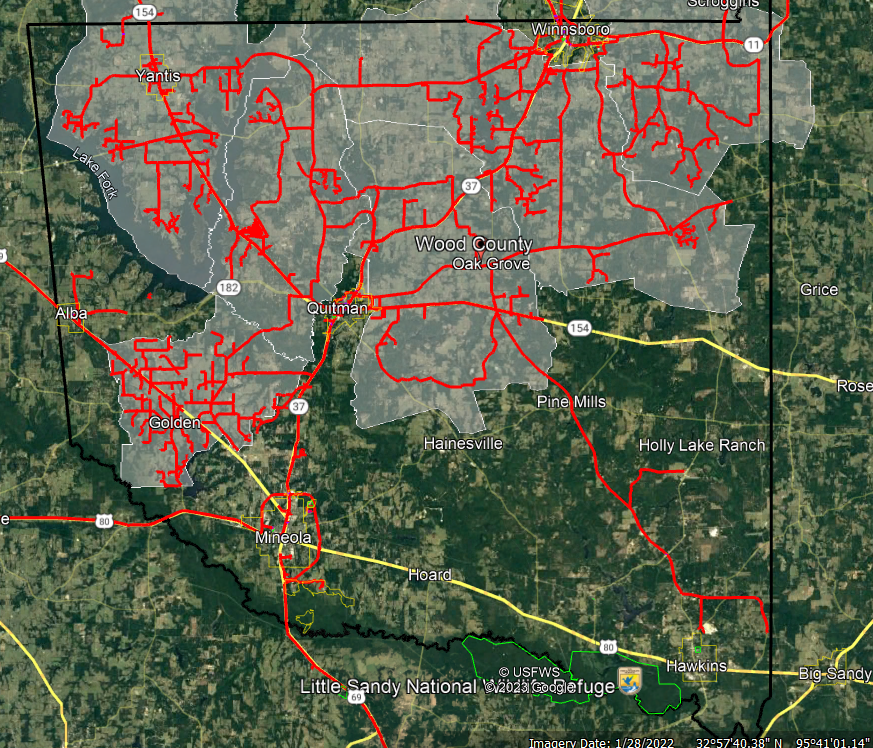 Scroggins
154
Winnsboro
11
Yantis
Lake Fork
37
Wood County
Oak Grove
182
Grice
Quitman
Alba
154
Rose
Pine Mills
37
Golden
Hainesville
Holly Lake Ranch
e
80
Mineola
Hoard
80
Hawkins
© USFWS
Big Sandy
Little Sandy National Wildlife Refuge
©2023 Google
69
Imagery Date: 1/28/2022 32°57'40.38" N 95°41'01.14"